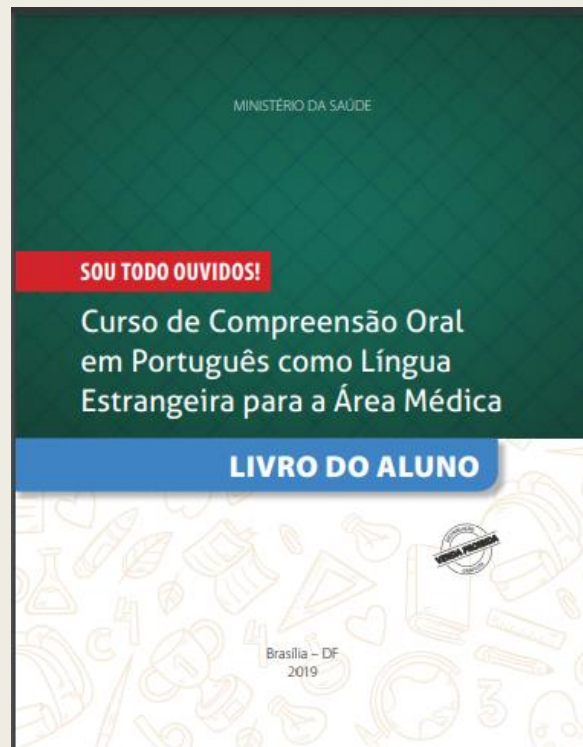 MINISTÉRIO DA SAÚDE
SOU TODO OUVIDOS!
Curso de Compreensão Oral
em Português como Língua
Estrangeira para a Área Médica
LIVRO DO ALUNO
VENDA PROIBIDA
Brasília – DF
2019